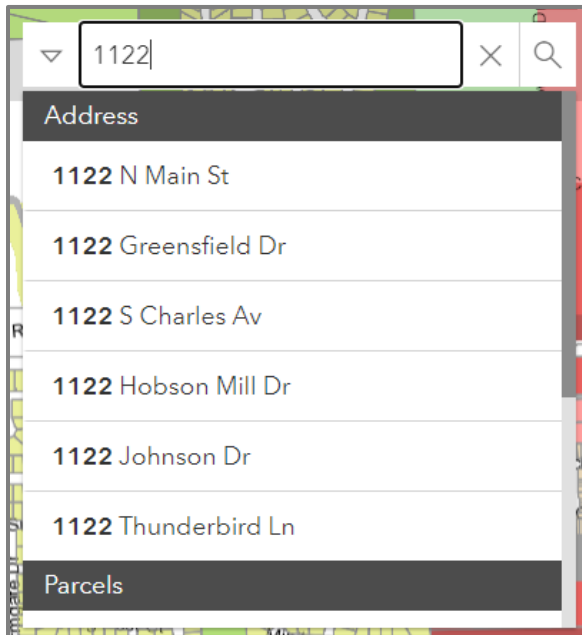 1122
Address
1122 N Main St
1122 Greensfield Dr
1122 S Charles Av
1122 Hobson Mill Dr
1122 Johnson Dr
1122 Thunderbird Ln
Parcels